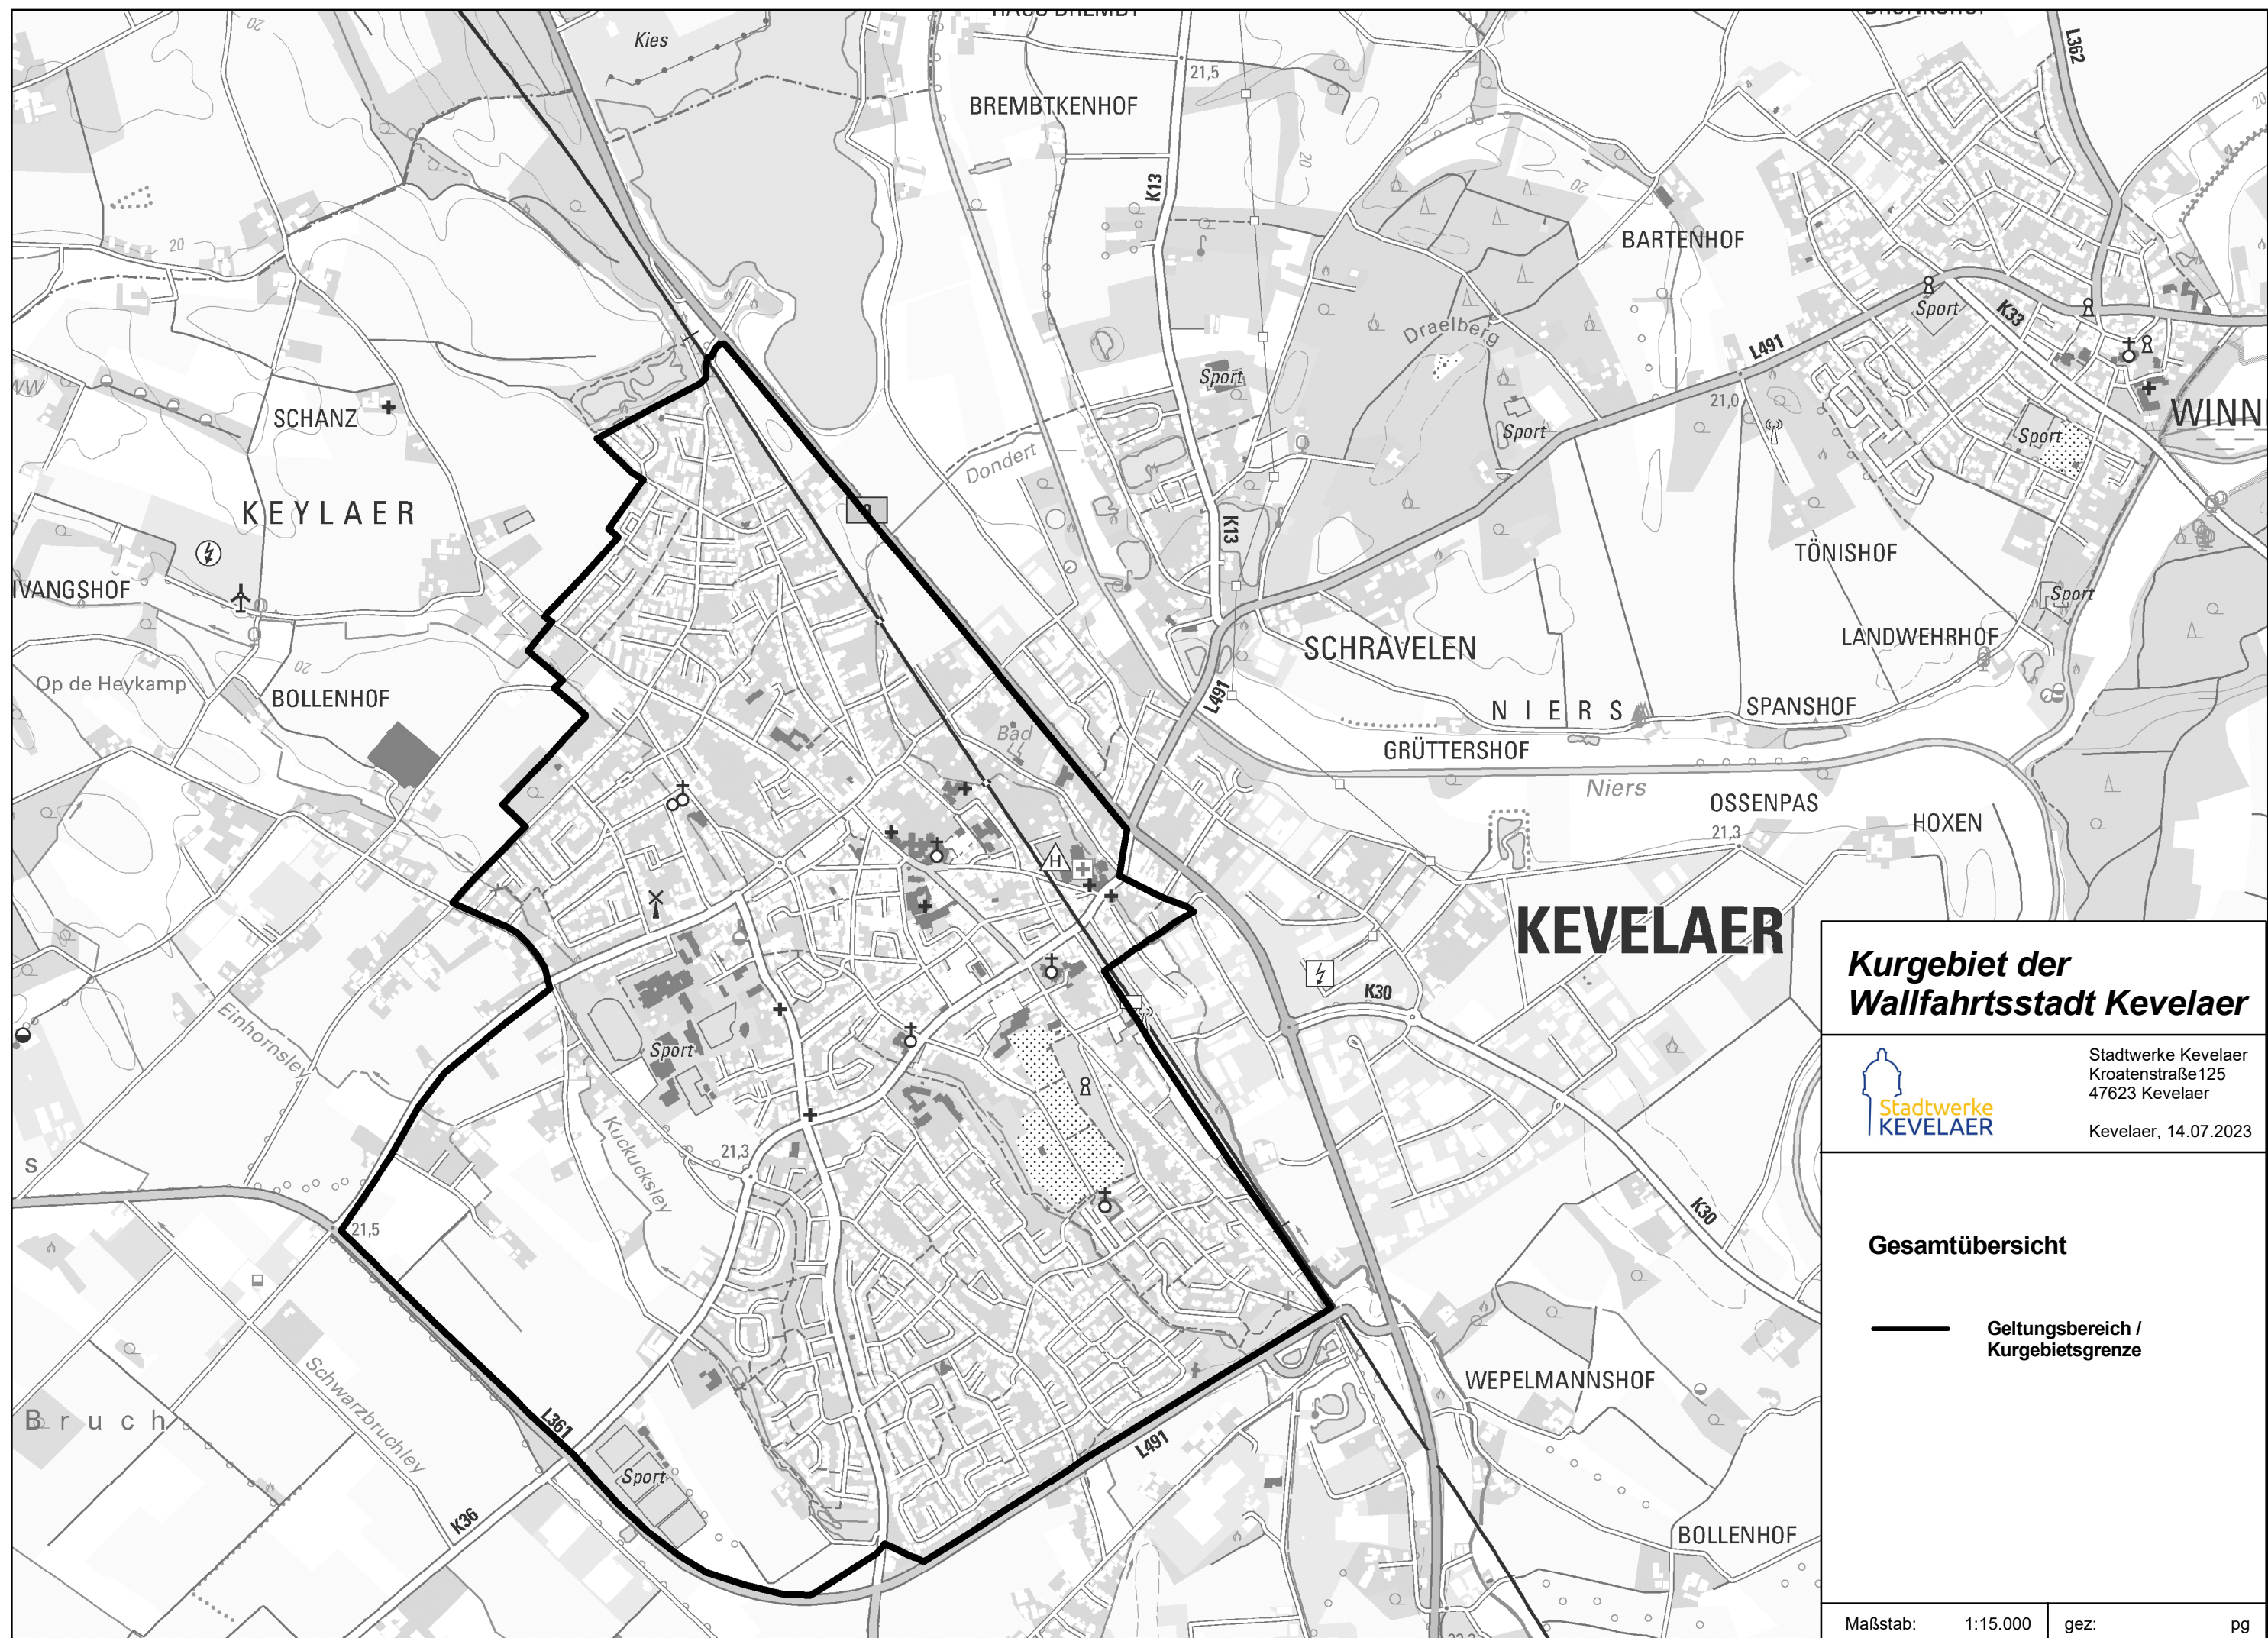 20
Kies
L362
21,5
BREMBTKENHOF
20
K13
20
20
BARTENHOF
20
Sport
K33
Draelberg
L491
Sport
21,0
SCHANZ
WINN
Sport
Sport
Dondert
KEYLAER
K13
TÖNISHOF
IVANGSHOF
Sport
LANDWEHRHOF
SCHRAVELEN
20
Op de Heykamp
BOLLENHOF
L491
NIERS
SPANSHOF
Bad
GRÜTTERSHOF
Niers
OSSENPAS
21,3
HOXEN
H
KEVELAER
K30
Einhornsley
Sport
Kuckucksley
21,3
s
21,5
K30
Schwarzbruchley
WEPELMANNSHOF
Bruch
L361
L491
Sport
K36
BOLLENHOF
Kurgebiet der
Wallfahrtsstadt Kevelaer
Stadtwerke
KEVELAER
Stadtwerke Kevelaer
Kroatenstraße125
47623 Kevelaer
Kevelaer, 14.07.2023
Gesamtübersicht
Geltungsbereich /
Kurgebietsgrenze
Maßstab: 1:15.000 gez: pg